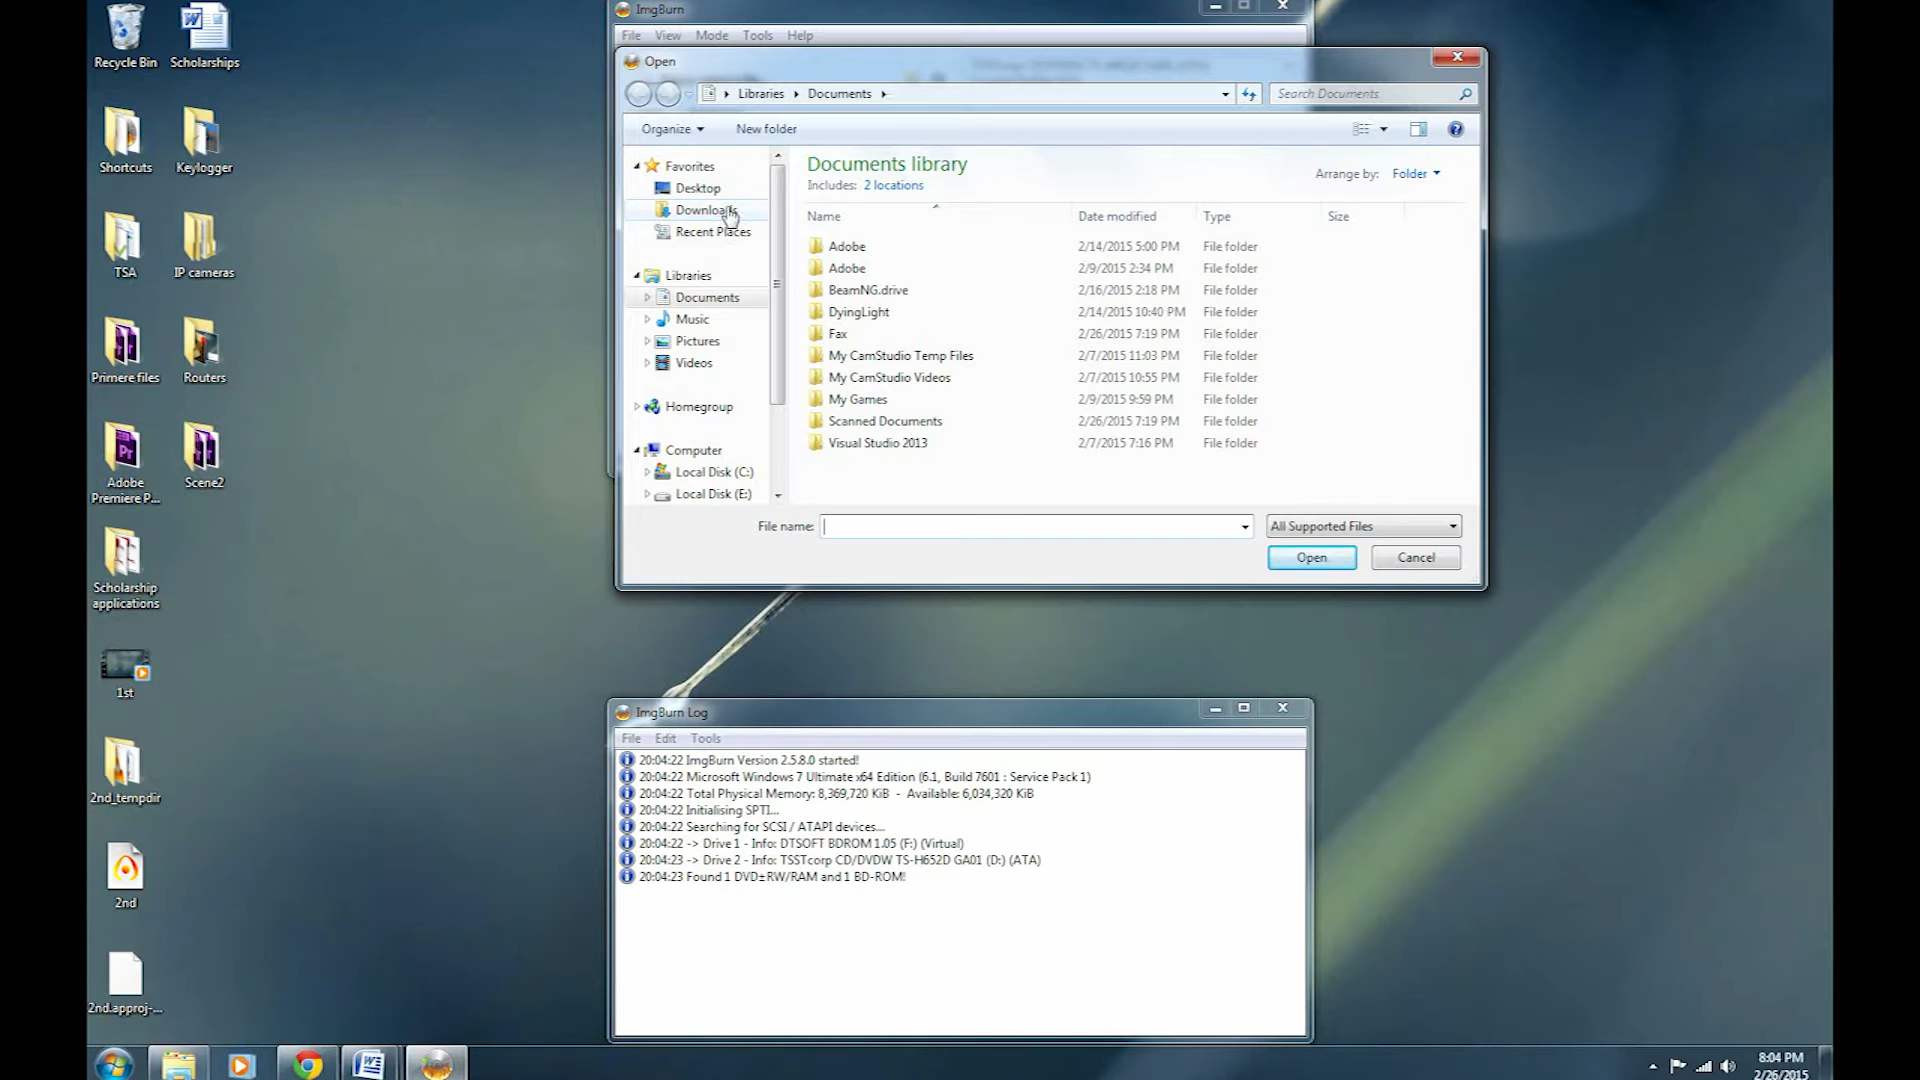 Recycle Bin
Scholarships
Shortcuts
Keylogger
TSA
IP cameras
Primere files
Routers
Adobe
Premiere P...
Scene2
Scholarship
applications
1st
2nd_tempdir
2nd
2nd.approj-...
ImgBurn
File View Mode Tools Help
Open
Libraries Documents
Search Documents
Organize New folder
Favorites
Desktop
Downloads
Recent Places
Libraries
Documents
Music
Pictures
Videos
Homegroup
Computer
Local Disk (C:)
Local Disk (E:)
Documents library
Includes: 2 locations
Arrange by: Folder
Name Date modified Type Size
Adobe 2/14/2015 5:00 PM File folder
Adobe 2/9/2015 2:34 PM File folder
BeamNG.drive 2/16/2015 2:18 PM File folder
DyingLight 2/14/2015 10:40 PM File folder
Fax 2/26/2015 7:19 PM File folder
My CamStudio Temp Files 2/7/2015 11:03 PM File folder
My CamStudio Videos 2/7/2015 10:55 PM File folder
My Games 2/9/2015 9:59 PM File folder
Scanned Documents 2/26/2015 7:19 PM File folder
Visual Studio 2013 2/7/2015 7:16 PM File folder
File name: All Supported Files
Open Cancel
ImgBurn Log
File Edit Tools
20:04:22 ImgBurn Version 2.5.8.0 started!
20:04:22 Microsoft Windows 7 Ultimate x64 Edition (6.1, Build 7601 : Service Pack 1)
20:04:22 Total Physical Memory: 8,369,720 KiB - Available: 6,034,320 KiB
20:04:22 Initialising SPTI...
20:04:22 Searching for SCSI / ATAPI devices...
20:04:22 -> Drive 1 - Info: DTSOFT BDROM 1.05 (F:) (Virtual)
20:04:23 -> Drive 2 - Info: TSSTcorp CD/DVDW TS-H652D GA01 (D:) (ATA)
20:04:23 Found 1 DVD±RW/RAM and 1 BD-ROM!
8:04 PM
2/26/2015